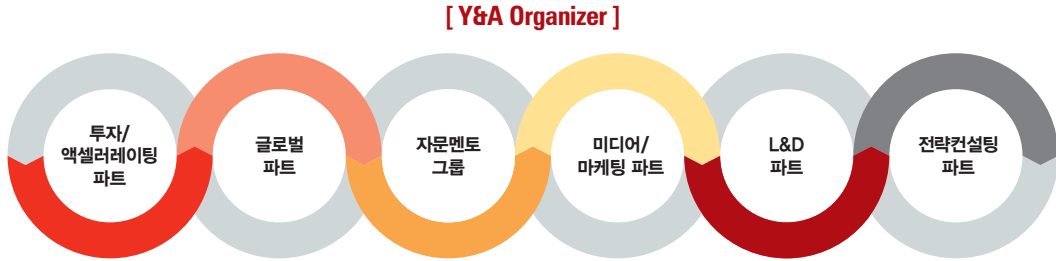 [ Y&A Organizer ]
투자/
액셀러레이팅
파트
글로벌
파트
자문멘토
그룹
미디어/
마케팅 파트
L&D
파트
전략컨설팅
파트